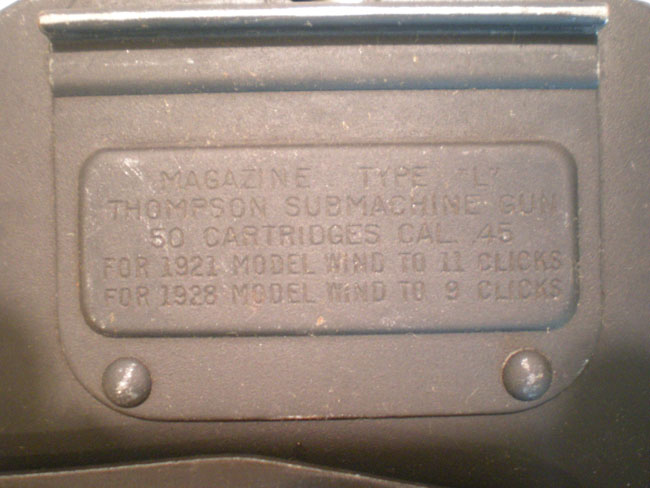 MAGAZINE TYPE "L"
THOMPSON SUBMACHINE GUN
50 CARTRIDGES CAL. .45
FOR 1921 MODEL WIND TO 11 CLICKS
FOR 1928 MODEL WIND TO 9 CLICKS